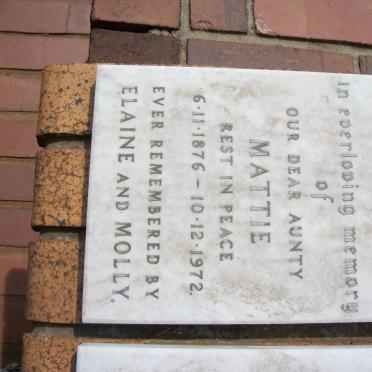 In everloving memory
of
OUR DEAR AUNTY
MATTIE
REST IN PEACE
6·11·1876 – 10·12·1972.
EVER REMEMBERED BY
ELAINE AND MOLLY